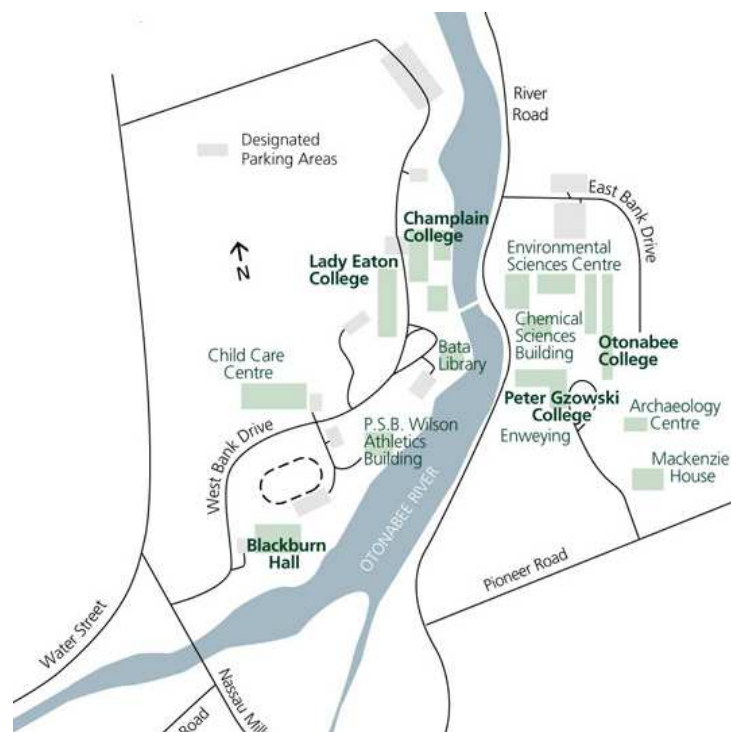 River
Road
Designated
Parking Areas
East Bank Drive
Champlain
College
Lady Eaton
College
Environmental
Sciences Centre
N
Chemical
Sciences
Building
Otonabee
College
Bata
Library
Child Care
Centre
Peter Gzowski
College
Enweying
Archaeology
Centre
P.S.B. Wilson
Athletics
Building
West Bank Drive
Mackenzie
House
OTONABEE RIVER
Blackburn
Hall
Pioneer Road
Water Street
Nassau Mill
Road